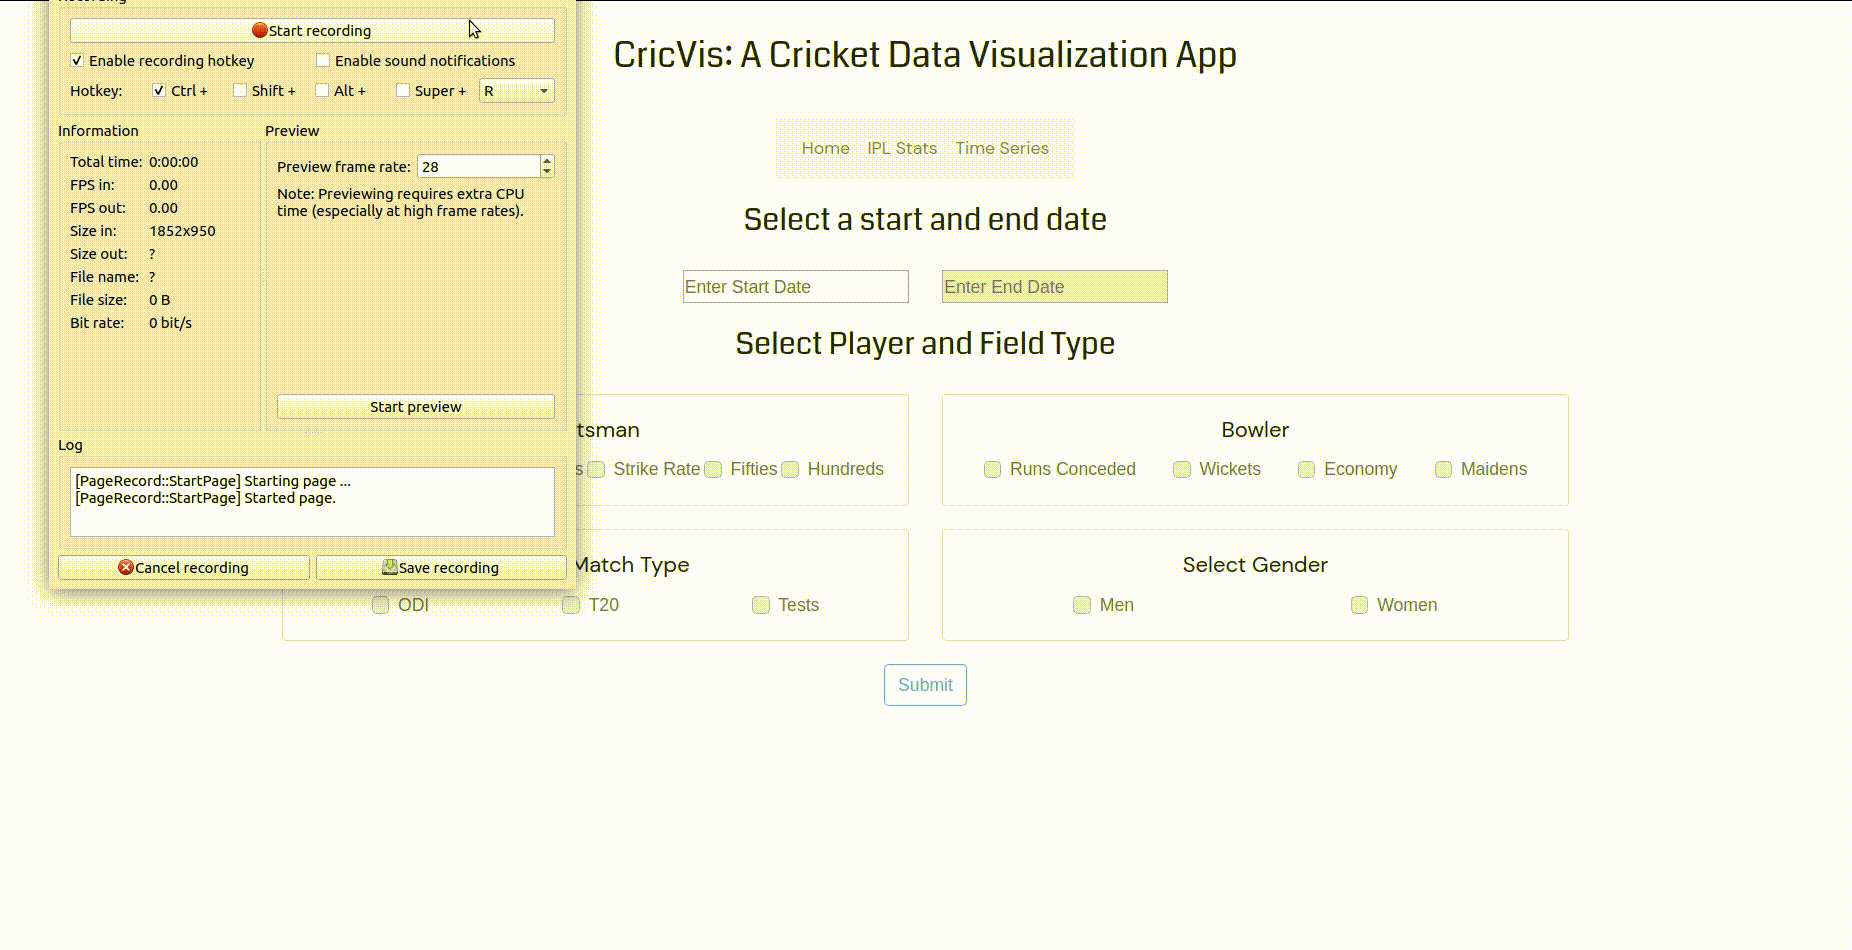 Start recording
Enable recording hotkey
Enable sound notifications
Hotkey:
Ctrl +
Shift +
Alt +
Super +
R
Information
Total time: 0:00:00
FPS in: 0.00
FPS out: 0.00
Size in: 1852x950
Size out: ?
File name: ?
File size: 0 B
Bit rate: 0 bit/s
Preview
Preview frame rate: 28
Note: Previewing requires extra CPU
time (especially at high frame rates).
Start preview
Log
[PageRecord::StartPage] Starting page ...
[PageRecord::StartPage] Started page.
Cancel recording
Save recording
CricVis: A Cricket Data Visualization App
Home IPL Stats Time Series
Select a start and end date
Enter Start Date
Enter End Date
Select Player and Field Type
tsman
s Strike Rate Fifties Hundreds
Bowler
Runs Conceded Wickets Economy Maidens
Match Type
ODI T20 Tests
Select Gender
Men Women
Submit